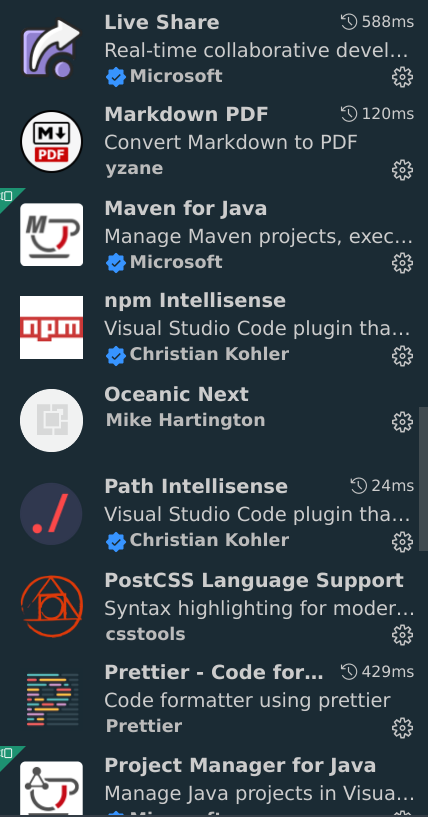 Live Share 588ms
Real-time collaborative devel...
Microsoft
M↓ PDF
Markdown PDF 120ms
Convert Markdown to PDF
yzane
M
Maven for Java
Manage Maven projects, exec...
Microsoft
npm
npm Intellisense
Visual Studio Code plugin tha...
Christian Kohler
Oceanic Next
Mike Hartington
./
Path Intellisense 24ms
Visual Studio Code plugin tha...
Christian Kohler
PostCSS Language Support
Syntax highlighting for moder...
csstools
Prettier - Code for... 429ms
Code formatter using prettier
Prettier
Project Manager for Java
Manage Java projects in Visua...
Microsoft